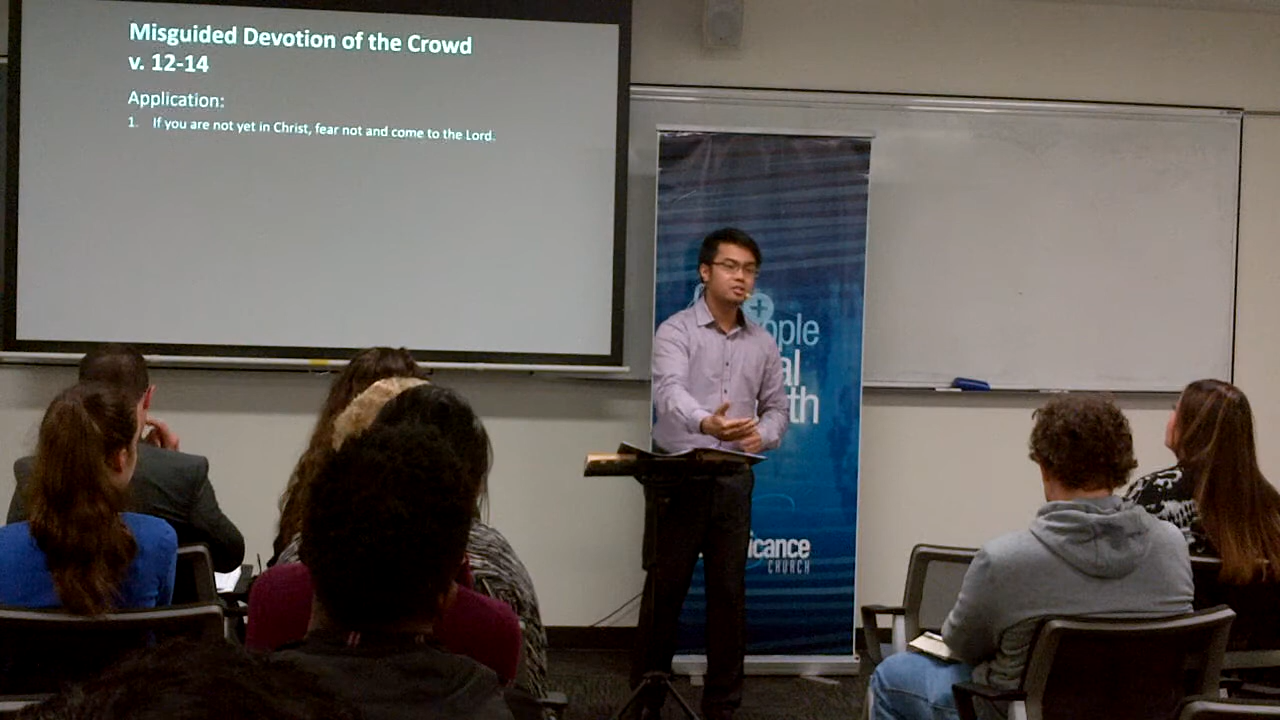 Misguided Devotion of the Crowd
v. 12-14
Application:
1. If you are not yet in Christ, fear not and come to the Lord.
ople
al
th
icance
CHURCH